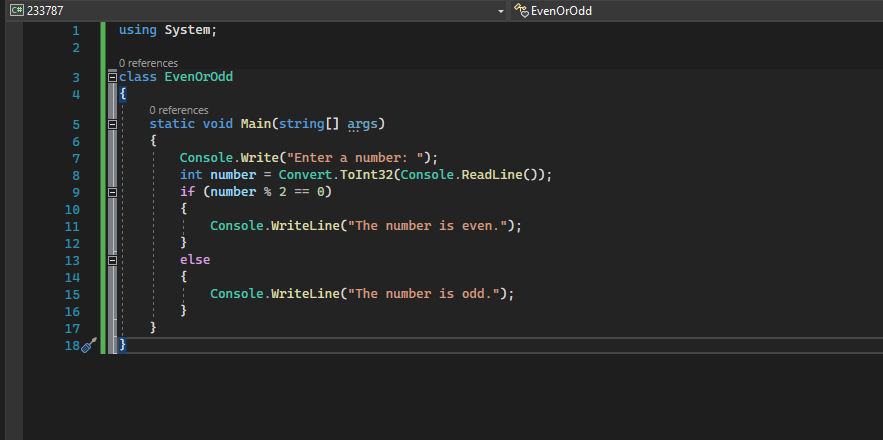 C# 233787 EvenOrOdd
1 using System;
2
0 references
3 class EvenOrOdd
4 {
0 references
5 static void Main(string[] args)
6 {
7 Console.Write("Enter a number: ");
8 int number = Convert.ToInt32(Console.ReadLine());
9 if (number % 2 == 0)
10 {
11 Console.WriteLine("The number is even.");
12 }
13 else
14 {
15 Console.WriteLine("The number is odd.");
16 }
17 }
18 }